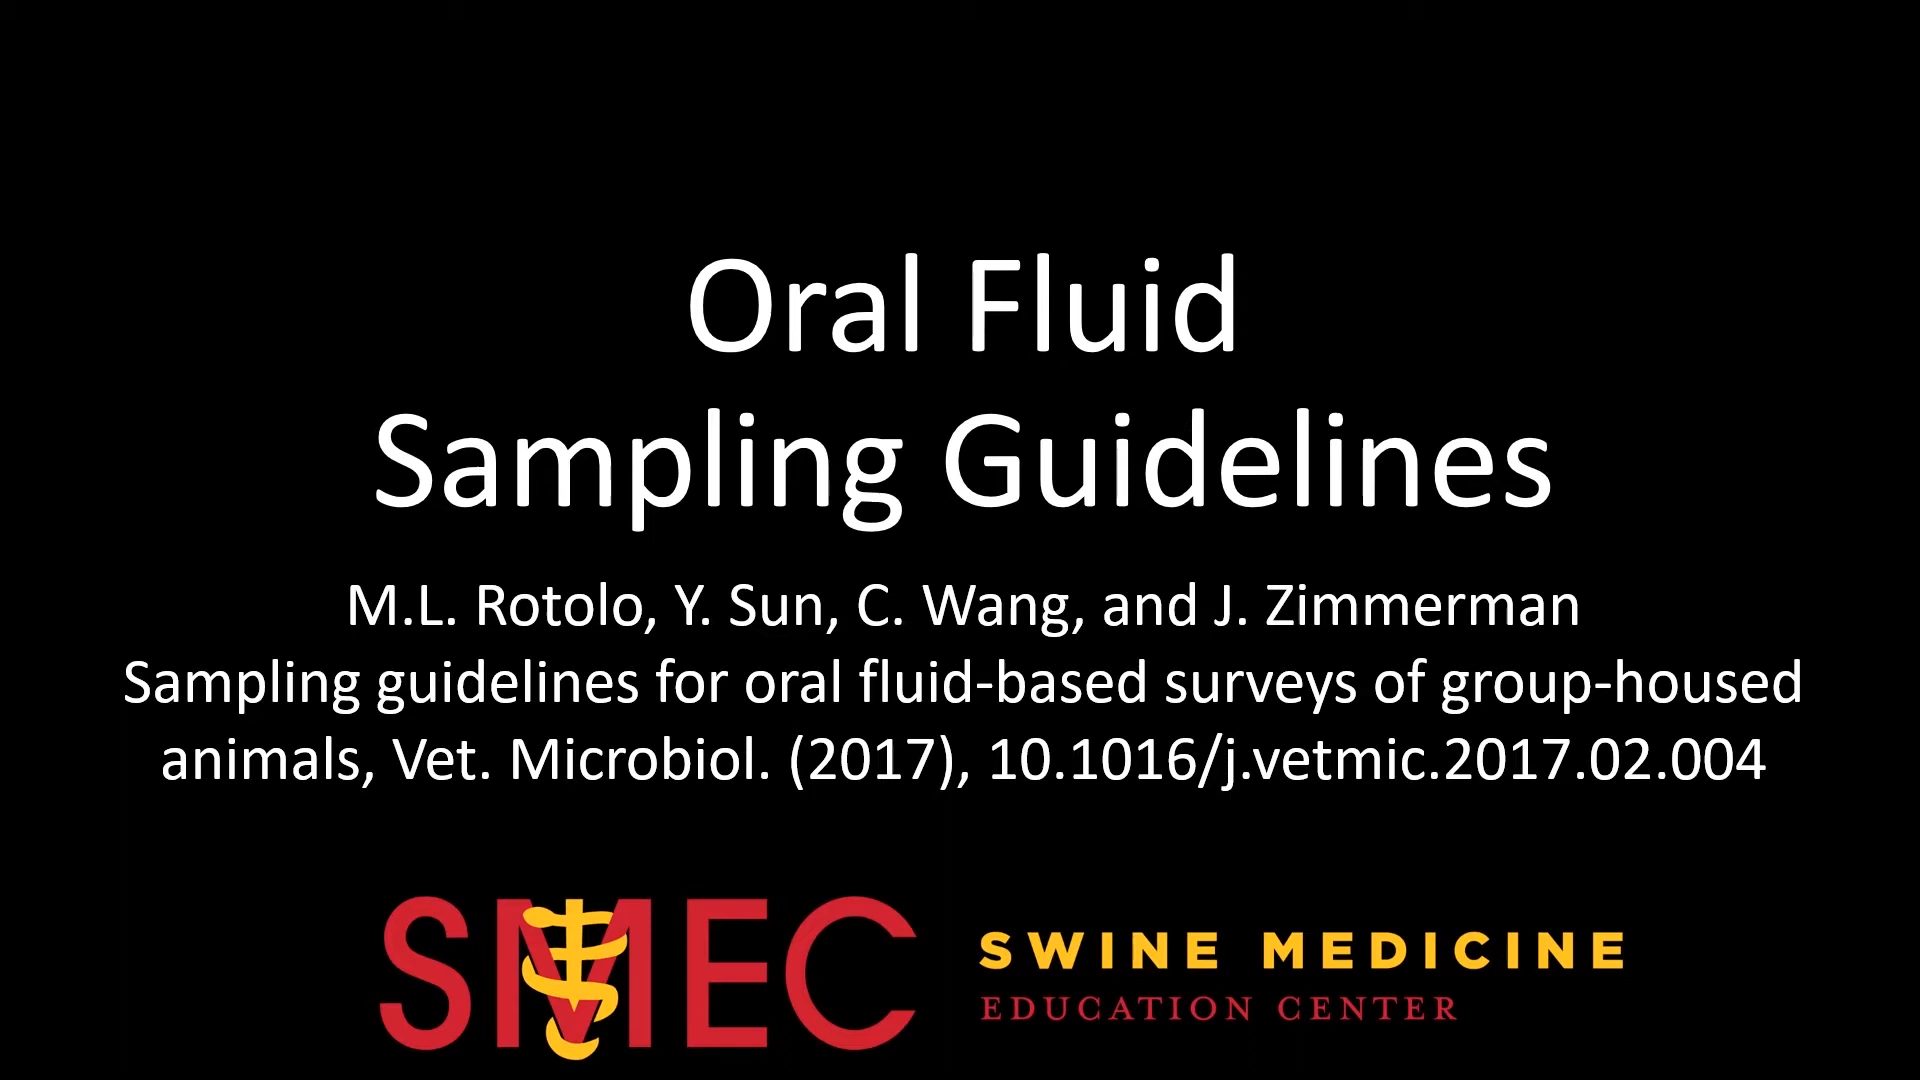 Oral Fluid
Sampling Guidelines
M.L. Rotolo, Y. Sun, C. Wang, and J. Zimmerman
Sampling guidelines for oral fluid-based surveys of group-housed
animals, Vet. Microbiol. (2017), 10.1016/j.vetmic.2017.02.004
SMEC
SWINE MEDICINE
EDUCATION CENTER